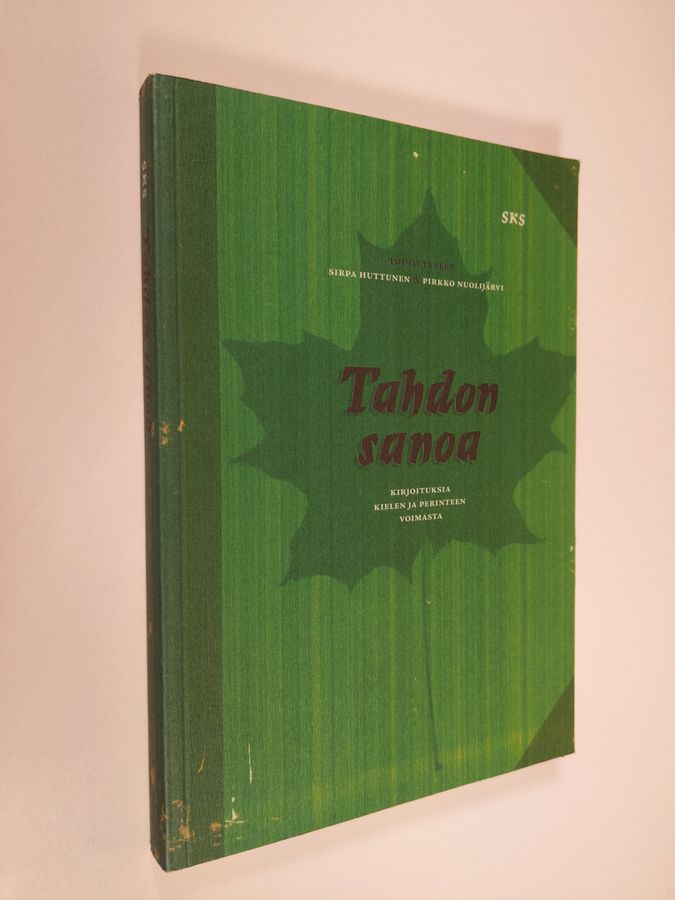 SKS
TOIMITTANEET
SIRPA HUTTUNEN & PIRKKO NUOLIJÄRVI
Tahdon
sanoa
KIRJOITUKSIA
KIELEN JA PERINTEEN
VOIMASTA
SKS
Tahdon sanoa